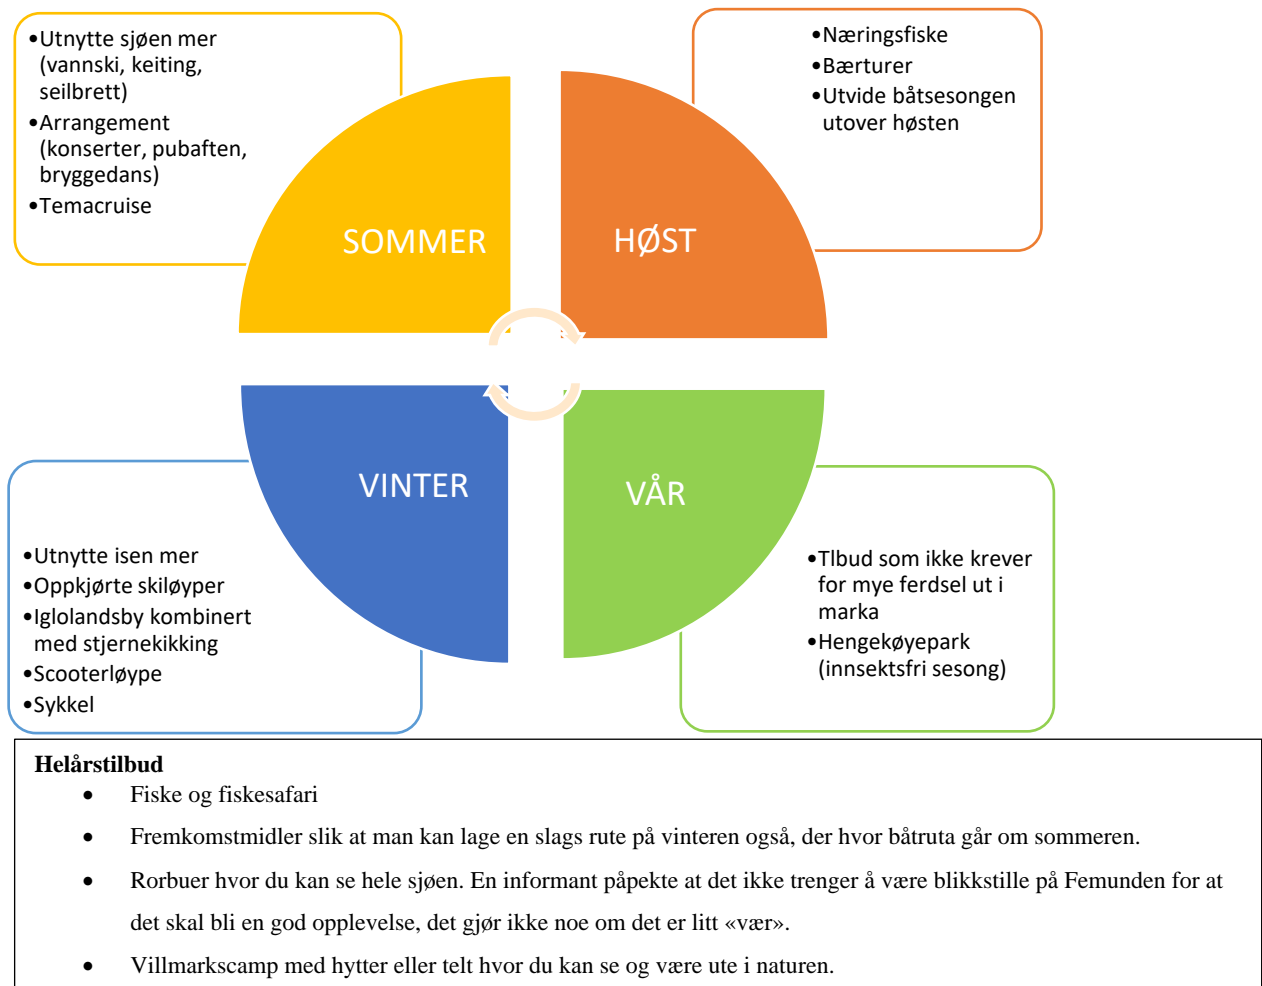 •Utnytte sjøen mer
(vannski, keiting,
seilbrett)
•Arrangement
(konserter, pubaften,
bryggedans)
•Temacruise
SOMMER
•Næringsfiske
•Bærturer
•Utvide båtsesongen
utover høsten
HØST
•Utnytte isen mer
•Oppkjørte skiløyper
•Iglolandsby kombinert
med stjernekikking
•Scooterløype
•Sykkel
VINTER
•Tlbud som ikke krever
for mye ferdsel ut i
marka
•Hengekøyepark
(innsektsfri sesong)
VÅR
Helårstilbud
• Fiske og fiskesafari
• Fremkomstmidler slik at man kan lage en slags rute på vinteren også, der hvor båtruta går om sommeren.
• Rorbuer hvor du kan se hele sjøen. En informant påpekte at det ikke trenger å være blikkstille på Femunden for at
det skal bli en god opplevelse, det gjør ikke noe om det er litt «vær».
• Villmarkscamp med hytter eller telt hvor du kan se og være ute i naturen.